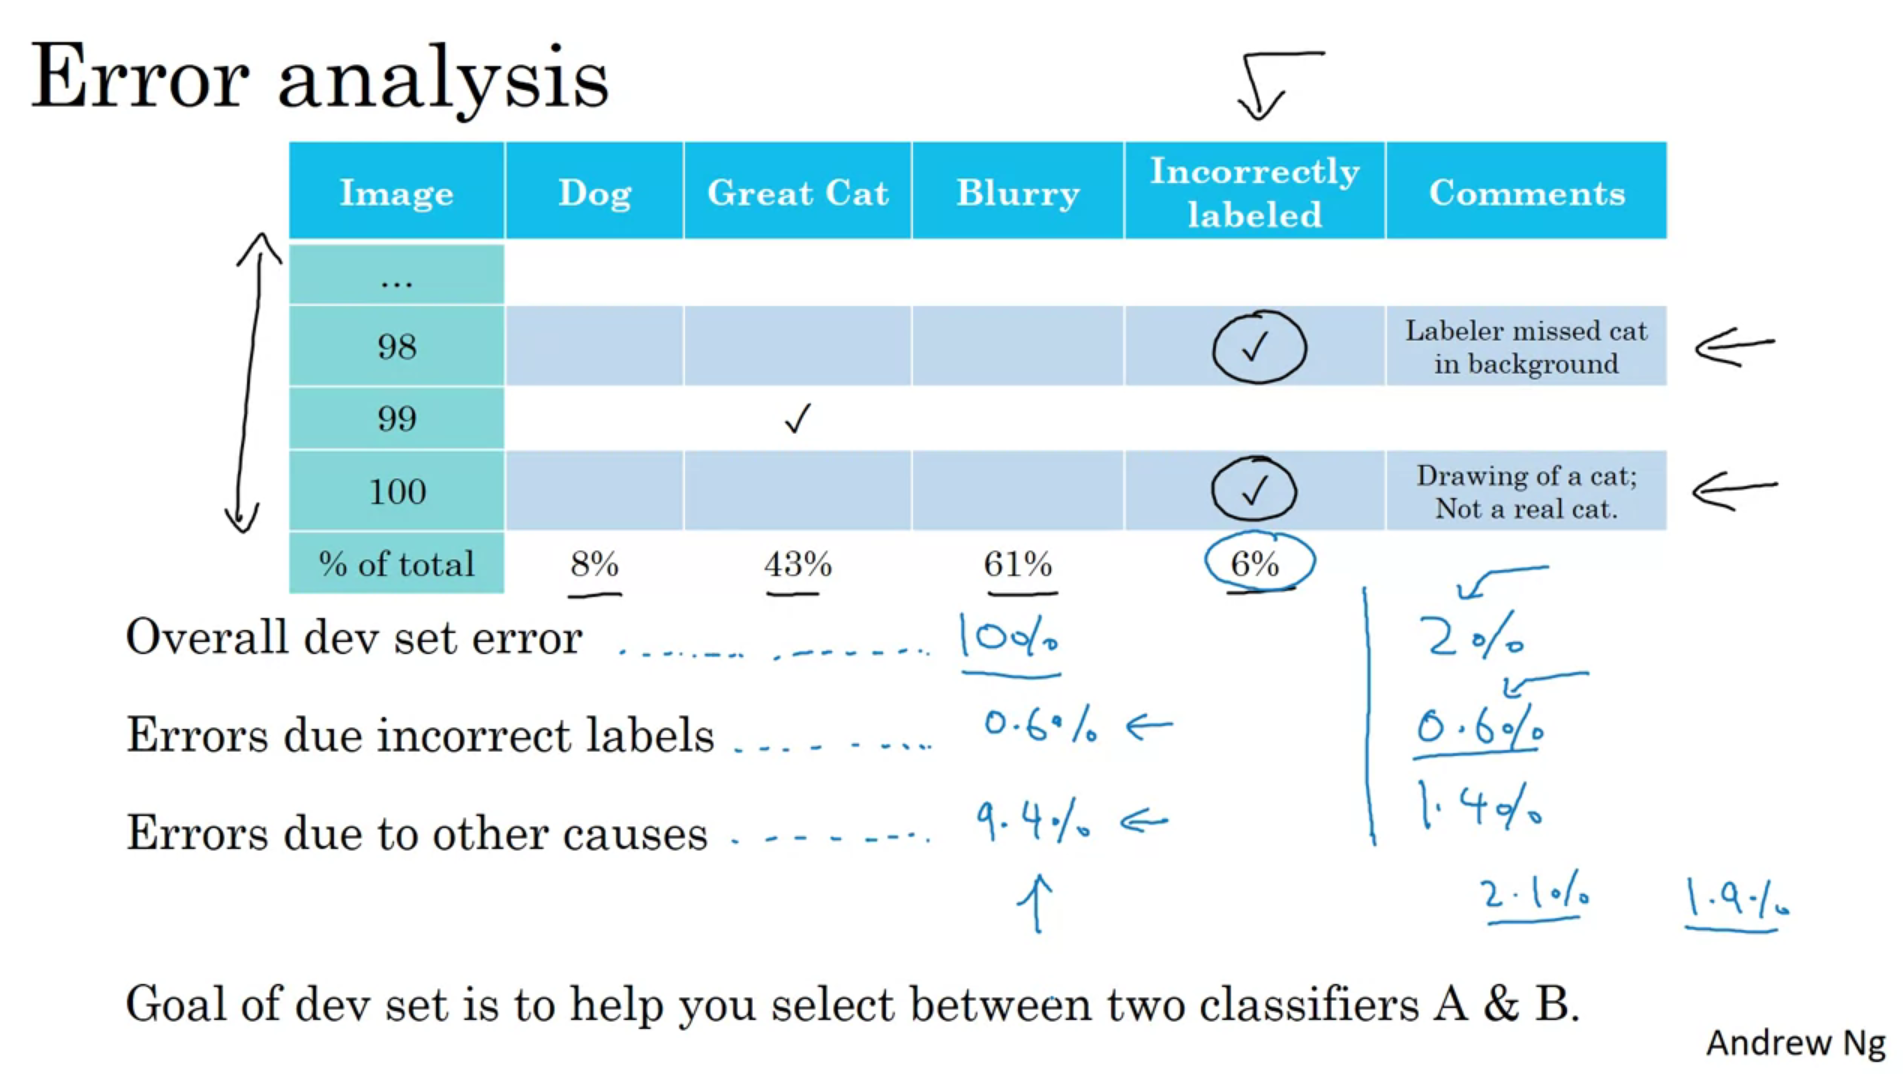 Error analysis
Image Dog Great Cat Blurry Incorrectly labeled Comments
...
98 ✓ Labeler missed cat in background
99 ✓
100 ✓ Drawing of a cat; Not a real cat.
% of total 8% 43% 61% 6%
Overall dev set error 10% 2%
Errors due incorrect labels 0.6% 0.6%
Errors due to other causes 9.4% 1.4%
2.1% 1.9%
Goal of dev set is to help you select between two classifiers A & B.
Andrew Ng